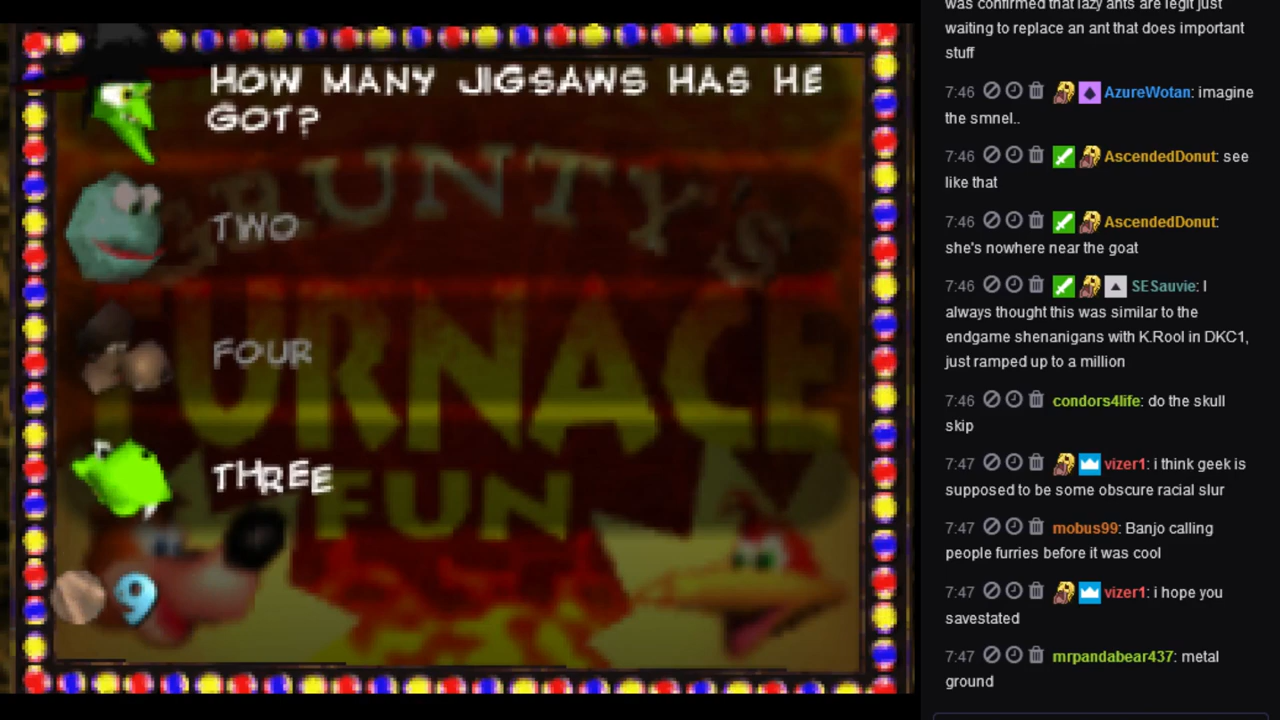 HOW MANY JIGSAWS HAS HE
GOT?
TWO
FOUR
THREE
9
GRUNTY'S
FURNACE
FUN
was confirmed that lazy ants are legit just
waiting to replace an ant that does important
stuff
7:46 AzureWotan: imagine
the smnel..
7:46 AscendedDonut: see
like that
7:46 AscendedDonut:
she's nowhere near the goat
7:46 SESauvie: I
always thought this was similar to the
endgame shenanigans with K.Rool in DKC1,
just ramped up to a million
7:46 condors4life: do the skull
skip
7:47 vizer1: i think geek is
supposed to be some obscure racial slur
7:47 mobus99: Banjo calling
people furries before it was cool
7:47 vizer1: i hope you
savestated
7:47 mrpandabear437: metal
ground